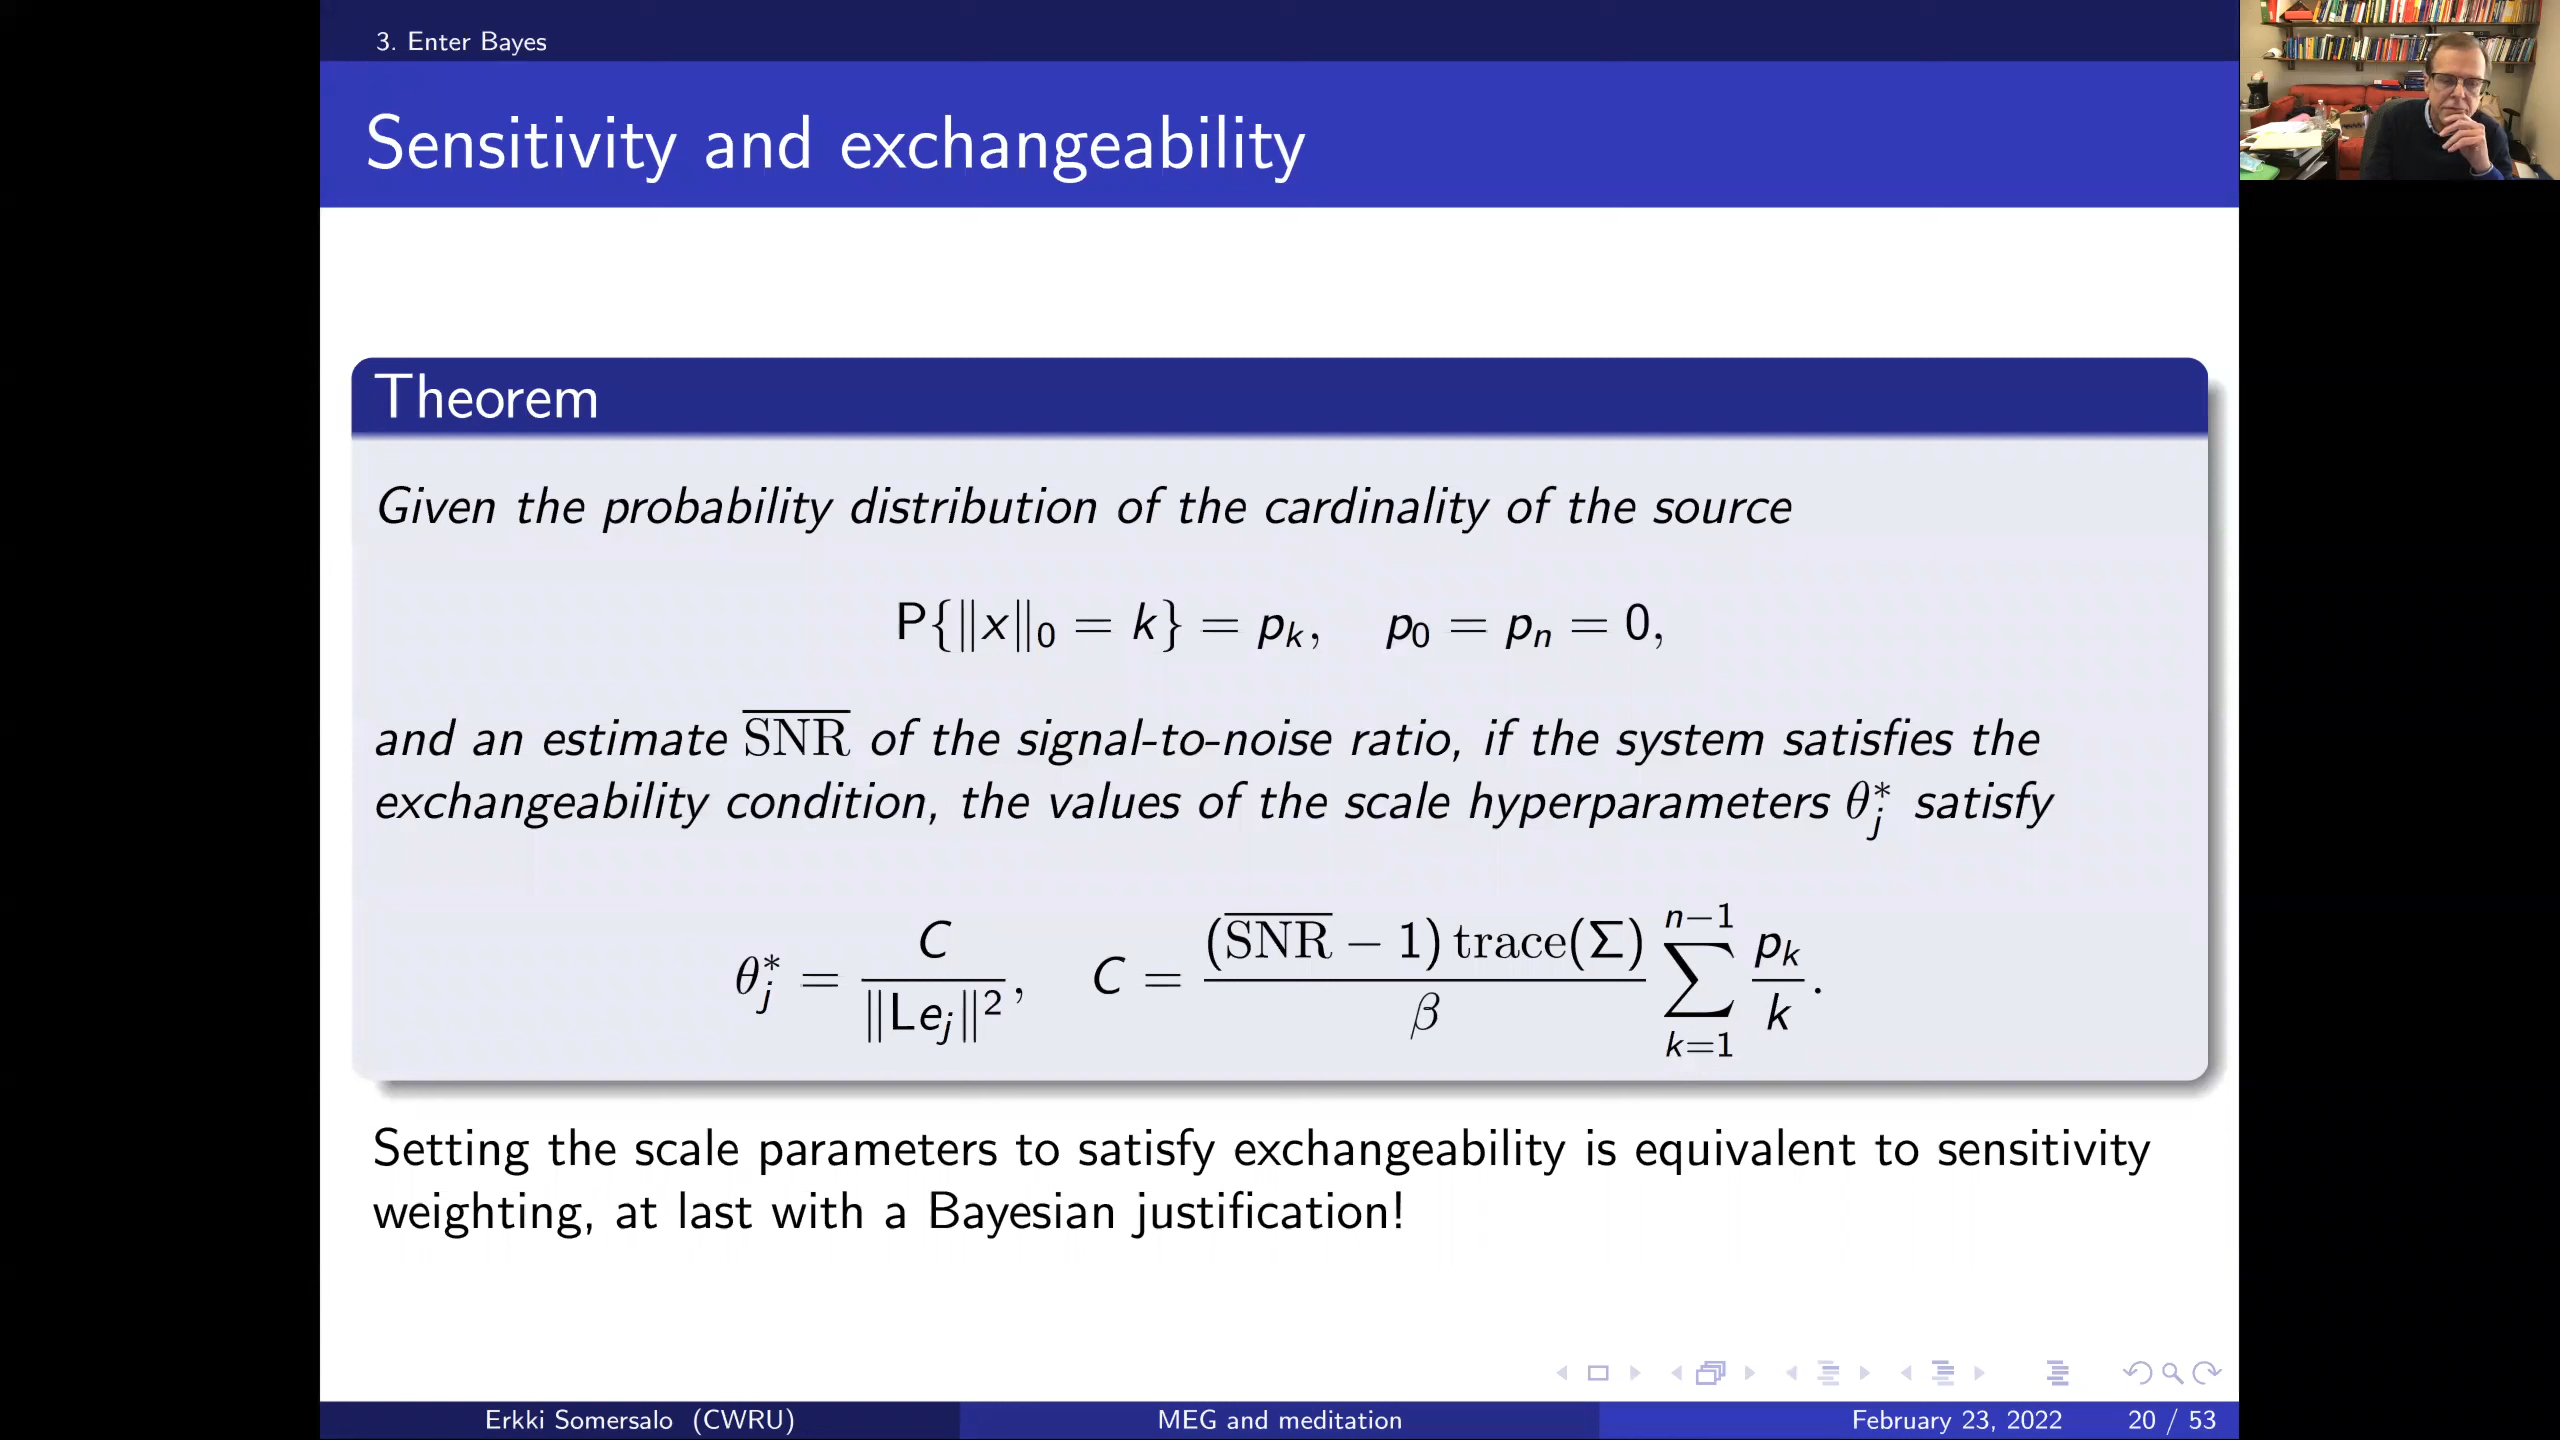 3. Enter Bayes
Sensitivity and exchangeability
Theorem
Given the probability distribution of the cardinality of the source
P{‖x‖₀ = k} = pₖ, p₀ = pₙ = 0,
and an estimate S̅N̅R̅ of the signal-to-noise ratio, if the system satisfies the
exchangeability condition, the values of the scale hyperparameters θ*ⱼ satisfy
θ*ⱼ = C / ‖Leⱼ‖², C = (S̅N̅R̅ − 1) trace(Σ) / β ∑_{k=1}^{n−1} pₖ / k.
Setting the scale parameters to satisfy exchangeability is equivalent to sensitivity
weighting, at last with a Bayesian justification!
Erkki Somersalo (CWRU) MEG and meditation February 23, 2022 20 / 53